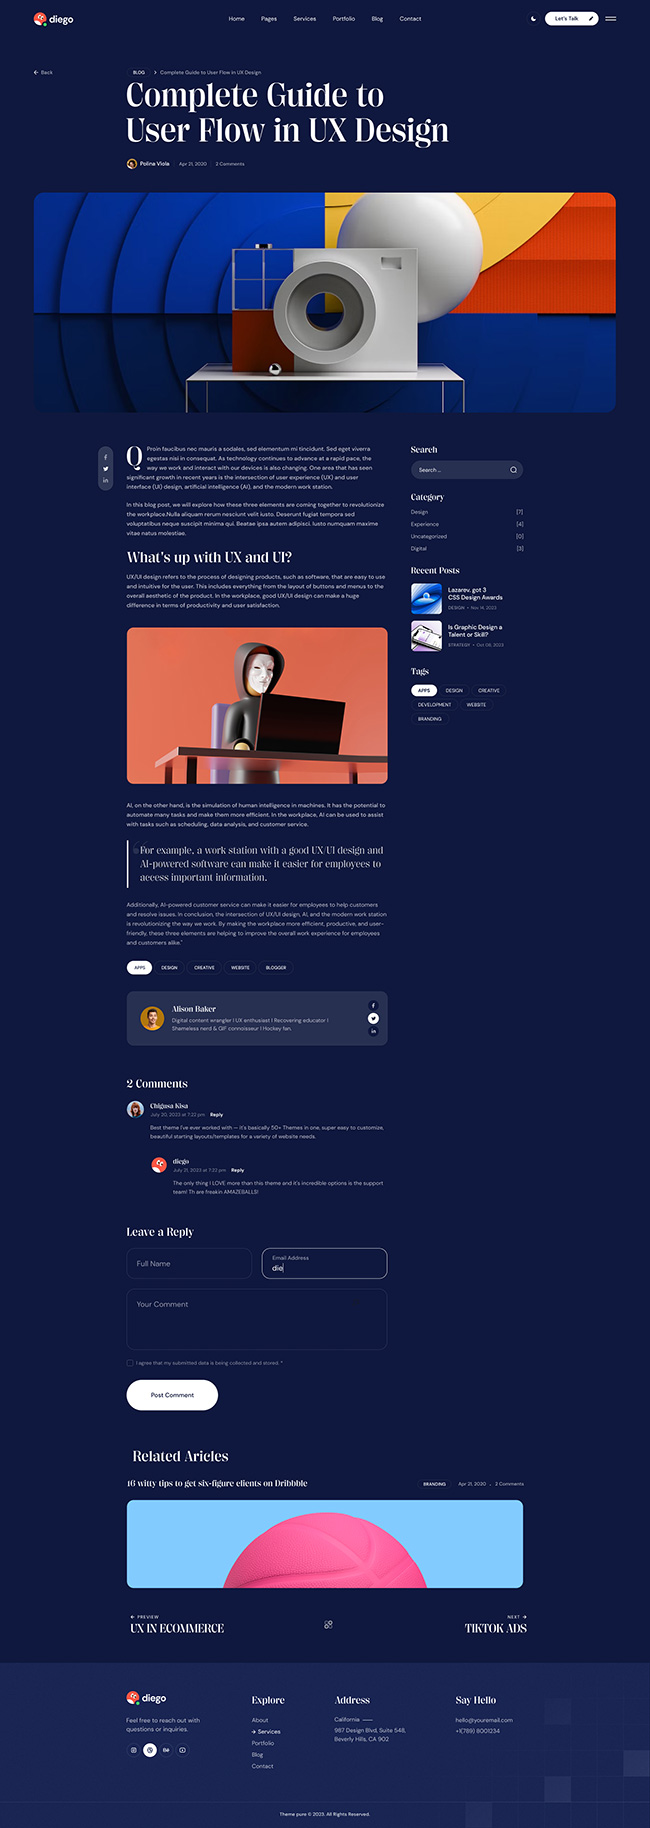 diego
Home Pages Services Portfolio Blog Contact
Let's Talk
Back
BLOG Complete Guide to User Flow in UX Design
Complete Guide to
User Flow in UX Design
Polina Viola Apr 21, 2020 2 Comments
Q Proin faucibus nec mauris a sodales, sed elementum mi tincidunt. Sed eget viverra
egestas nisi in consequat. As technology continues to advance at a rapid pace, the
way we work and interact with our devices is also changing. One area that has seen
significant growth in recent years is the intersection of user experience (UX) and user
interface (UI) design, artificial intelligence (AI), and the modern work station.
In this blog post, we will explore how these three elements are coming together to revolutionize
the workplace.Nulla aliquam rerum nesciunt velit iusto. Deserunt fugiat tempora sed
voluptatibus neque suscipit minima qui. Beatae ipsa autem adipisci. Iusto numquam maxime
vitae natus molestiae.
What's up with UX and UI?
UX/UI design refers to the process of designing products, such as software, that are easy to use
and intuitive for the user. This includes everything from the layout of buttons and menus to the
overall aesthetic of the product. In the workplace, good UX/UI design can make a huge
difference in terms of productivity and user satisfaction.
AI, on the other hand, is the simulation of human intelligence in machines. It has the potential to
automate many tasks and make them more efficient. In the workplace, AI can be used to assist
with tasks such as scheduling, data analysis, and customer service.
For example, a work station with a good UX/UI design and
AI-powered software can make it easier for employees to
access important information.
Additionally, AI-powered customer service can make it easier for employees to help customers
and resolve issues. In conclusion, the intersection of UX/UI design, AI, and the modern work station
is revolutionizing the way we work. By making the workplace more efficient, productive, and user-
friendly, these three elements are helping to improve the overall work experience for employees
and customers alike."
APPS DESIGN CREATIVE WEBSITE BLOGGER
Alison Baker
Digital content wrangler | UX enthusiast | Recovering educator |
Shameless nerd & GIF connoisseur | Hockey fan.
2 Comments
Chigusa Kisa
July 20, 2023 at 7:22 pm Reply
Best theme I've ever worked with — it's basically 50+ Themes in one, super easy to customize,
beautiful starting layouts/templates for a variety of website needs.
diego
July 21, 2023 at 7:22 pm Reply
The only thing I LOVE more than this theme and it's incredible options is the support
team! Th are freakin AMAZEBALLS!
Leave a Reply
Full Name
Email Address
die
Your Comment
I agree that my submitted data is being collected and stored. *
Post Comment
Search
Search ...
Category
Design [7]
Experience [4]
Uncategorized [0]
Digital [3]
Recent Posts
Lazarev. got 3
CSS Design Awards
DESIGN • Nov 14, 2023
Is Graphic Design a
Talent or Skill?
STRATEGY • Oct 06, 2023
Tags
APPS DESIGN CREATIVE
DEVELOPMENT WEBSITE
BRANDING
Related Aricles
16 witty tips to get six-figure clients on Dribbble
BRANDING Apr 21, 2020 2 Comments
PREVIEW
UX IN ECOMMERCE
NEXT
TIKTOK ADS
diego
Feel free to reach out with
questions or inquiries.
Explore
About
Services
Portfolio
Blog
Contact
Address
California
987 Design Blvd, Suite 548,
Beverly Hills, CA 902
Say Hello
hello@youremail.com
+1(789) 6001234
Theme pure © 2023. All Rights Reserved.